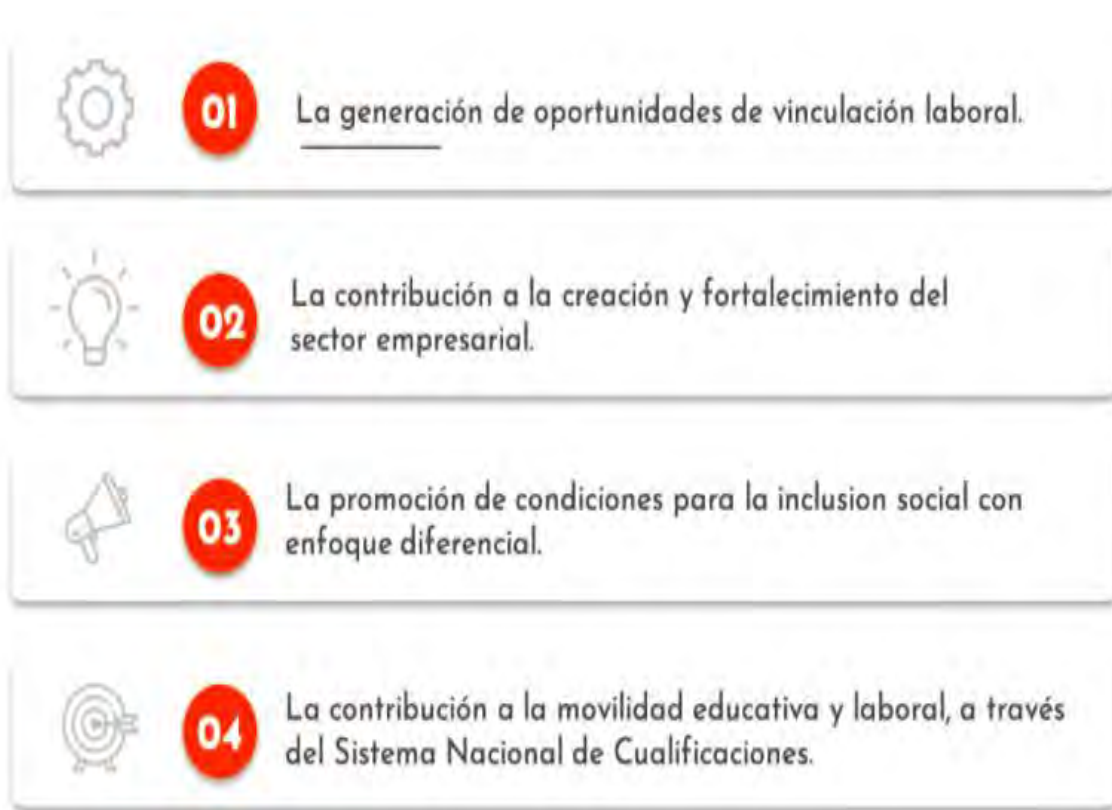 01
La generación de oportunidades de vinculación laboral.
02
La contribución a la creación y fortalecimiento del
sector empresarial.
03
La promoción de condiciones para la inclusion social con
enfoque diferencial.
04
La contribución a la movilidad educativa y laboral, a través
del Sistema Nacional de Cualificaciones.